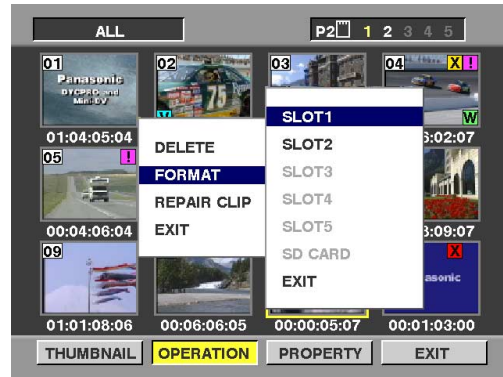 ALL
P2 1 2 3 4 5
01
Panasonic
DVCPRO and
Mini-DV
02
75
03
04 X !
W
01:04:05:04
6:02:07
DELETE
FORMAT
REPAIR CLIP
EXIT
SLOT1
SLOT2
SLOT3
SLOT4
SLOT5
SD CARD
EXIT
05 !
00:04:06:04
8:09:07
09
X
asonic
01:01:08:06
00:06:06:05
00:00:05:07
00:01:03:00
THUMBNAIL
OPERATION
PROPERTY
EXIT